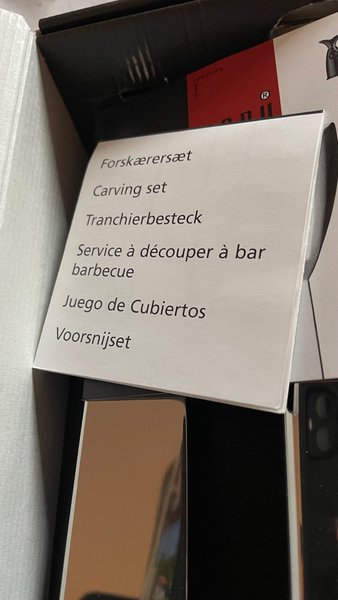 Forskærersæt
Carving set
Tranchierbesteck
Service à découper à bar
barbecue
Juego de Cubiertos
Voorsnijset